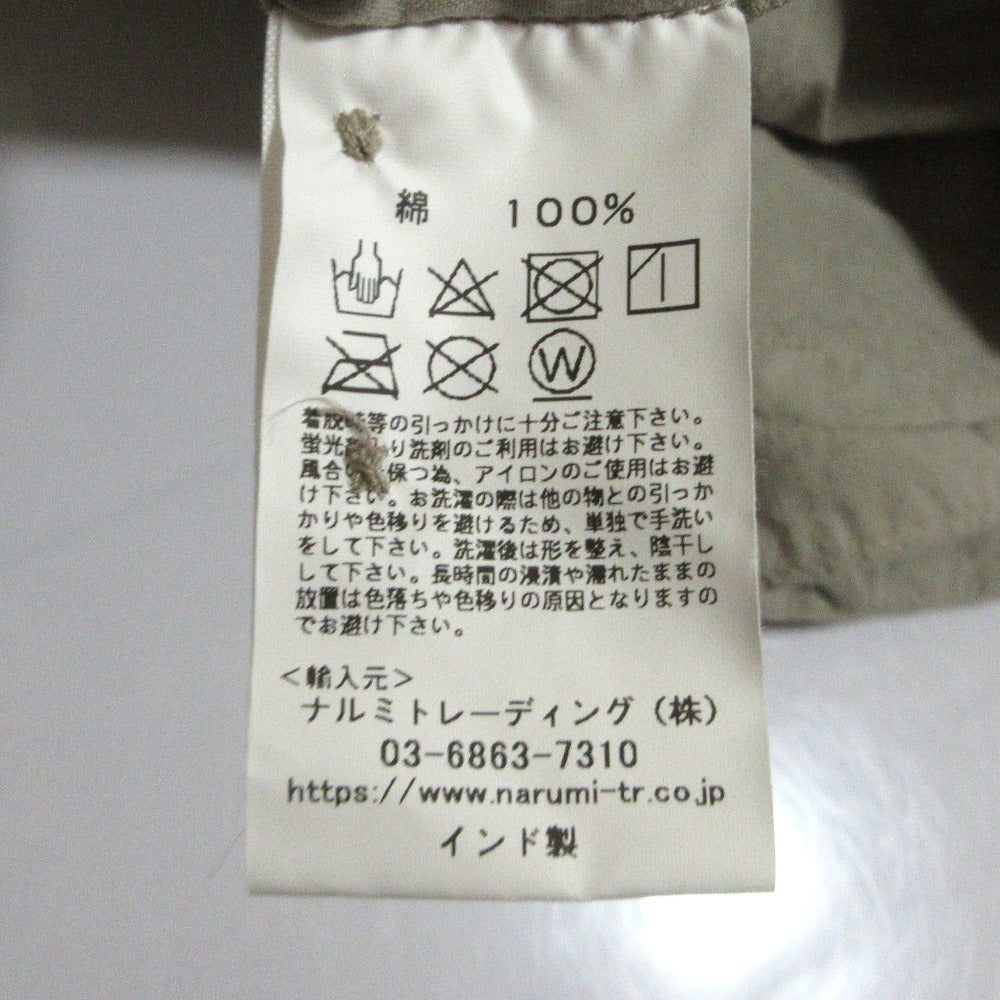 綿 100%
W
着脱時等の引っかけに十分ご注意下さい。
蛍光 り洗剤のご利用はお避け下さい。
風合い 保つ為、アイロンのご使用はお避
け下さい。お洗濯の際は他の物との引っか
かりや色移りを避けるため、単独で手洗い
をして下さい。洗濯後は形を整え、陰干し
して下さい。長時間の浸漬や濡れたままの
放置は色落ちや色移りの原因となりますの
でお避け下さい。
<輸入元>
ナルミトレーディング(株)
03-6863-7310
https://www.narumi-tr.co.jp
インド製